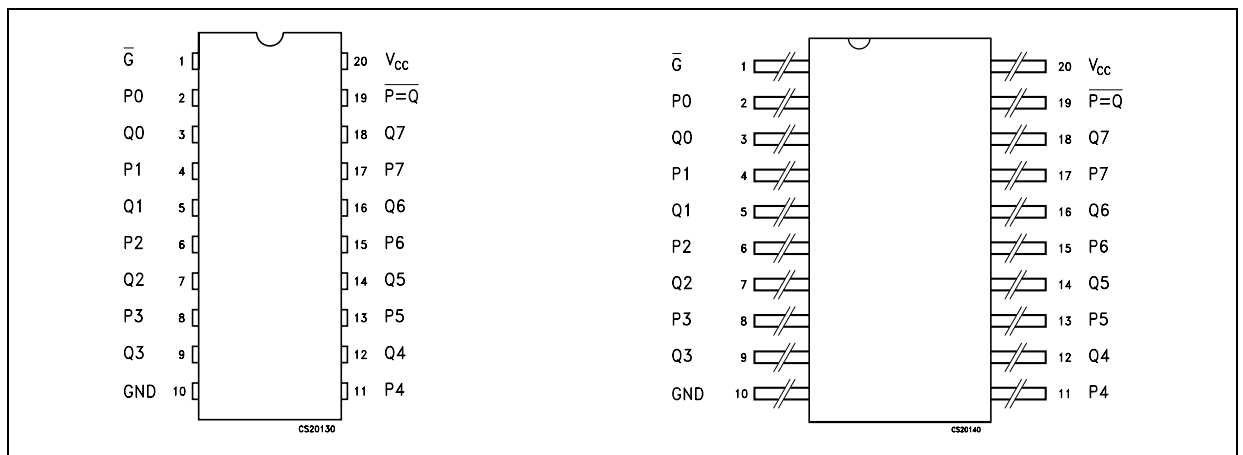 G̅ 1 20 VCC
P0 2 19 P̅=̅Q̅
Q0 3 18 Q7
P1 4 17 P7
Q1 5 16 Q6
P2 6 15 P6
Q2 7 14 Q5
P3 8 13 P5
Q3 9 12 Q4
GND 10 11 P4
CS20130
G̅ 1 20 VCC
P0 2 19 P̅=̅Q̅
Q0 3 18 Q7
P1 4 17 P7
Q1 5 16 Q6
P2 6 15 P6
Q2 7 14 Q5
P3 8 13 P5
Q3 9 12 Q4
GND 10 11 P4
CS20140